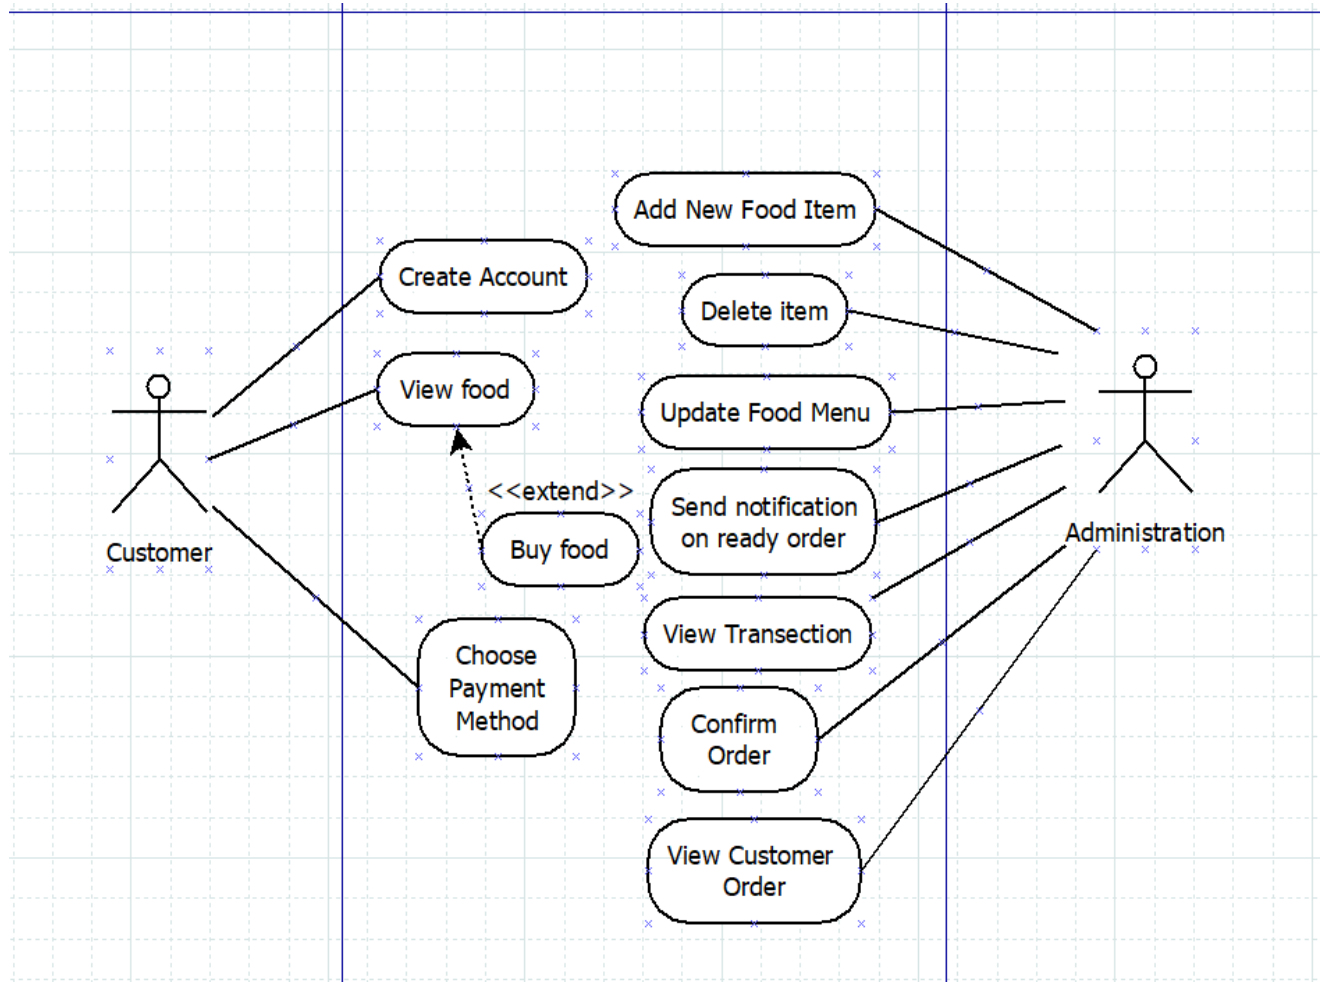 Add New Food Item
Create Account
Delete item
View food
Update Food Menu
<<extend>>
Send notification
on ready order
Buy food
Customer
Administration
View Transection
Choose
Payment
Method
Confirm
Order
View Customer
Order